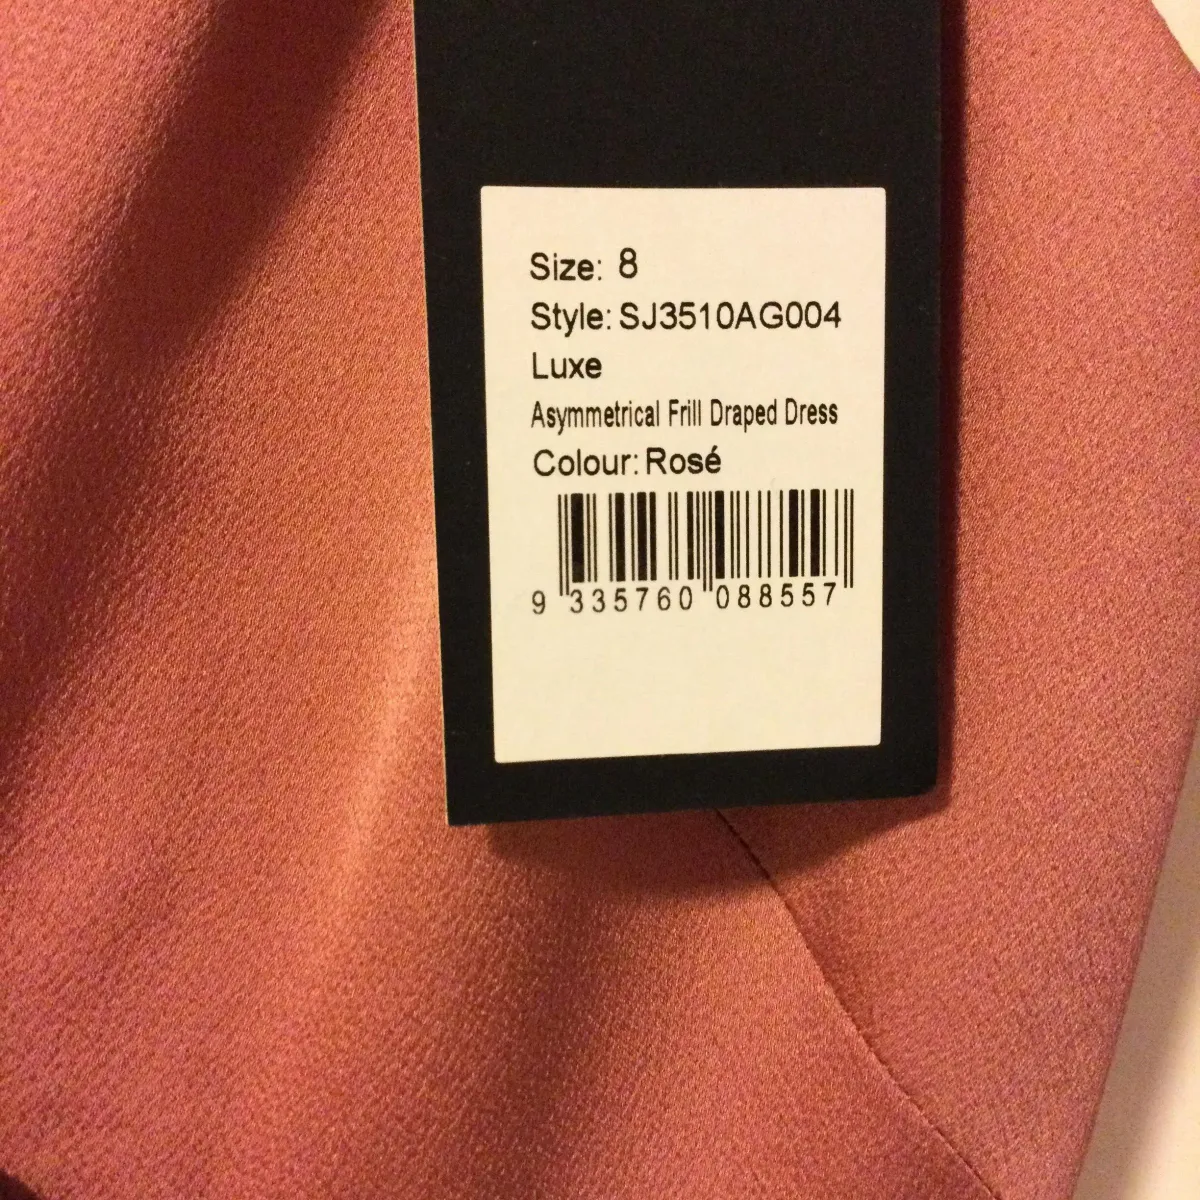 Size: 8
Style: SJ3510AG004
Luxe
Asymmetrical Frill Draped Dress
Colour: Rosé
9 335760 088557